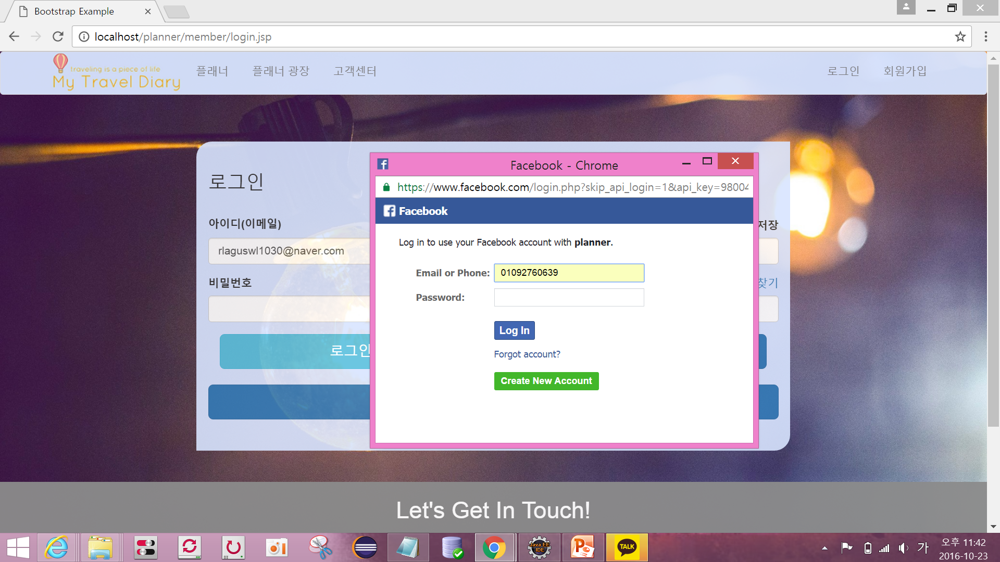 Bootstrap Example
localhost/planner/member/login.jsp
traveling is a piece of life
My Travel Diary
플래너
플래너 광장
고객센터
로그인
회원가입
로그인
아이디(이메일)
저장
rlaguswl1030@naver.com
비밀번호
찾기
로그인
Facebook - Chrome
https://www.facebook.com/login.php?skip_api_login=1&api_key=98004
Facebook
Log in to use your Facebook account with planner.
Email or Phone:
01092760639
Password:
Log In
Forgot account?
Create New Account
Let's Get In Touch!
Java EE
IDE
TALK
가
오후 11:42
2016-10-23